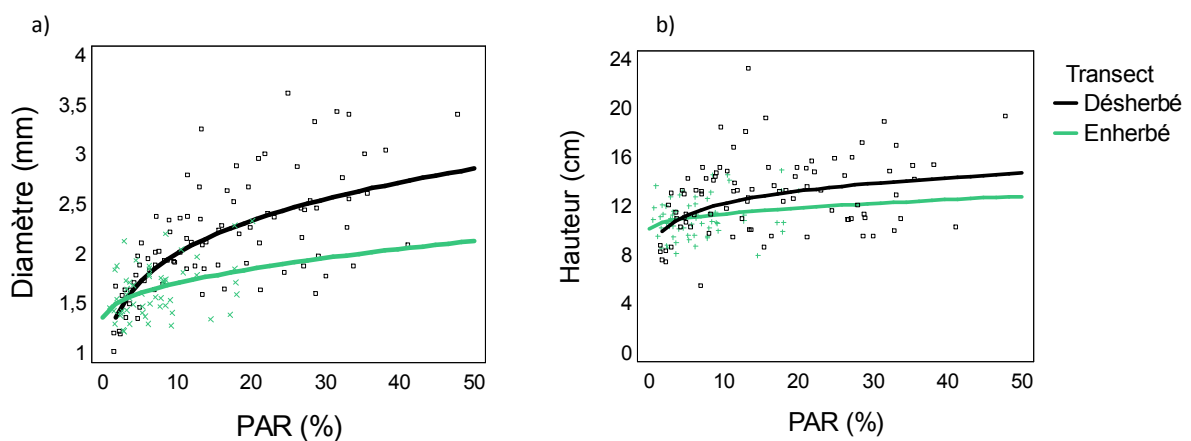 a)
4
3,5
3
2,5
2
1,5
1
0 10 20 30 40 50
Diamètre (mm)
PAR (%)
b)
24
20
16
12
8
4
0
0 10 20 30 40 50
Hauteur (cm)
PAR (%)
Transect
Désherbé
Enherbé